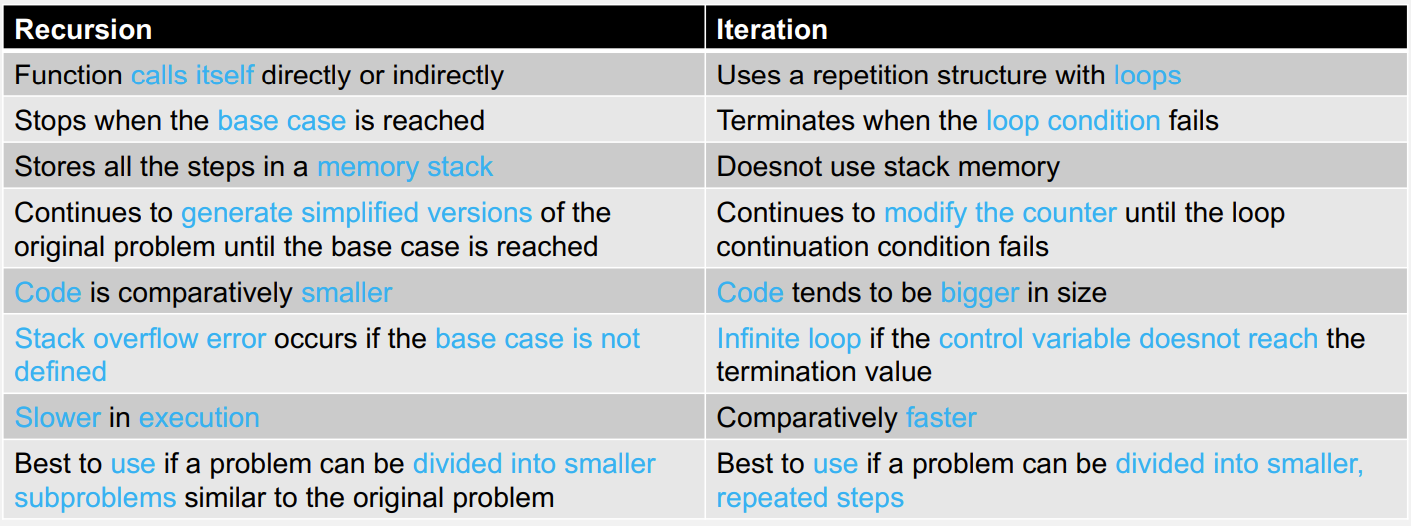 Recursion
Iteration
Function calls itself directly or indirectly
Uses a repetition structure with loops
Stops when the base case is reached
Terminates when the loop condition fails
Stores all the steps in a memory stack
Doesnot use stack memory
Continues to generate simplified versions of the
original problem until the base case is reached
Continues to modify the counter until the loop
continuation condition fails
Code is comparatively smaller
Code tends to be bigger in size
Stack overflow error occurs if the base case is not
defined
Infinite loop if the control variable doesnot reach the
termination value
Slower in execution
Comparatively faster
Best to use if a problem can be divided into smaller
subproblems similar to the original problem
Best to use if a problem can be divided into smaller,
repeated steps